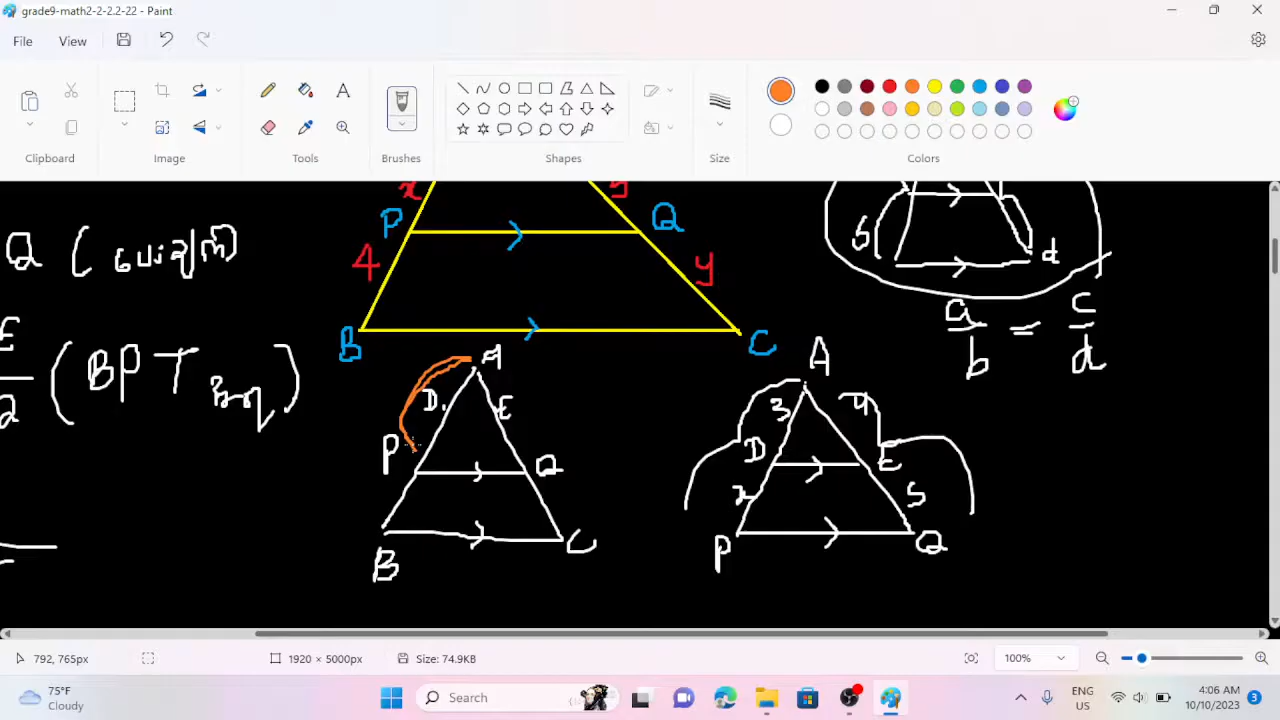 grade9-math2-2-2.2-22 - Paint
File View
Clipboard Image Tools Brushes Shapes Size Colors
x 5
P Q
Q (
b d
4 y
a/b = c/d
B C
(BPT )
A A
D E 3 4
P Q D E
x 5
B C P Q
792, 765px 1920 × 5000px Size: 74.9KB 100%
75°F
Cloudy
Search
ENG
US
4:06 AM
10/10/2023
3